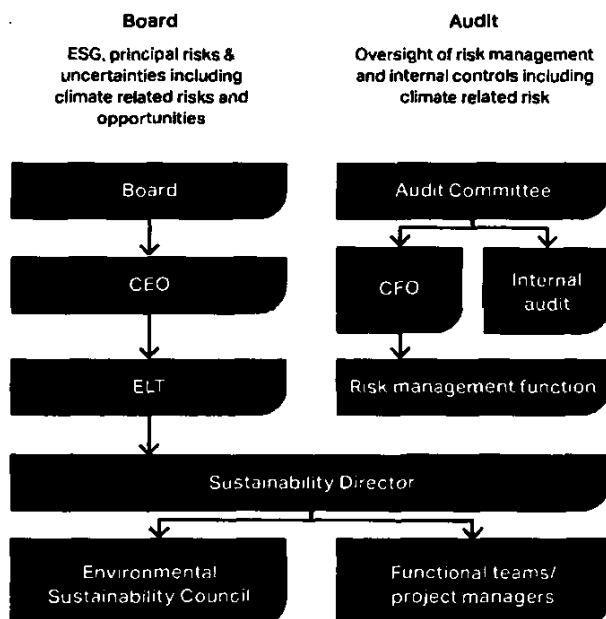 Board
ESG, principal risks &
uncertainties including
climate related risks and
opportunities
Audit
Oversight of risk management
and internal controls including
climate related risk
Board
Audit Committee
CEO
CFO
Internal
audit
ELT
Risk management function
Sustainability Director
Environmental
Sustainability Council
Functional teams/
project managers